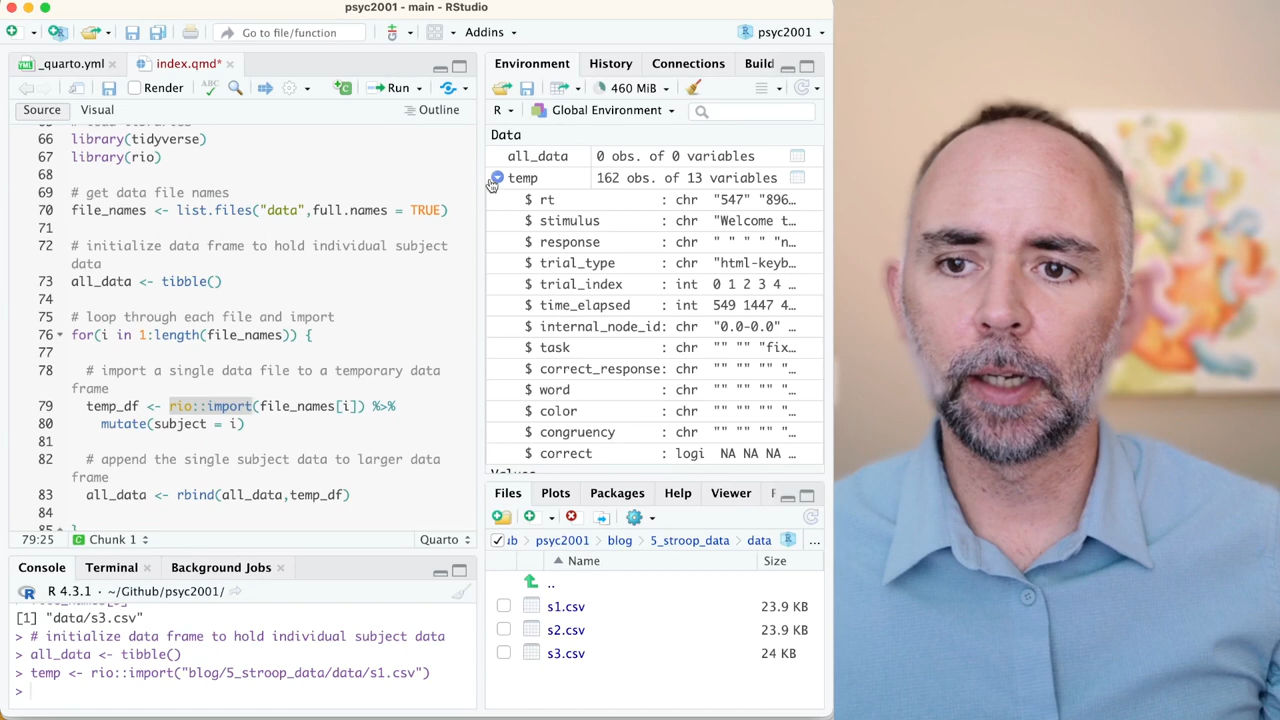 psyc2001 - main - RStudio
Go to file/function
Addins
psyc2001
_quarto.yml
index.qmd*
Render
ABC
Run
Source
Visual
Outline
66 library(tidyverse)
67 library(rio)
68
69 # get data file names
70 file_names <- list.files("data",full.names = TRUE)
71
72 # initialize data frame to hold individual subject
data
73 all_data <- tibble()
74
75 # loop through each file and import
76 for(i in 1:length(file_names)) {
77
78 # import a single data file to a temporary data
frame
79 temp_df <- rio::import(file_names[i]) %>%
80 mutate(subject = i)
81
82 # append the single subject data to larger data
frame
83 all_data <- rbind(all_data,temp_df)
84
85 }
79:25 Chunk 1 Quarto
Console
Terminal
Background Jobs
R 4.3.1 · ~/Github/psyc2001/
[1] "data/s3.csv"
> # initialize data frame to hold individual subject data
> all_data <- tibble()
> temp <- rio::import("blog/5_stroop_data/data/s1.csv")
>
Environment
History
Connections
Build
460 MiB
R
Global Environment
Data
all_data 0 obs. of 0 variables
temp 162 obs. of 13 variables
$ rt : chr "547" "896…
$ stimulus : chr "Welcome t…
$ response : chr " " " " "n…
$ trial_type : chr "html-keyb…
$ trial_index : int 0 1 2 3 4 …
$ time_elapsed : int 549 1447 4…
$ internal_node_id: chr "0.0-0.0" …
$ task : chr "" "" "fix…
$ correct_response: chr "" "" "" "…
$ word : chr "" "" "" "…
$ color : chr "" "" "" "…
$ congruency : chr "" "" "" "…
$ correct : logi NA NA NA …
Values
Files
Plots
Packages
Help
Viewer
psyc2001
blog
5_stroop_data
data
...
Name
Size
..
s1.csv 23.9 KB
s2.csv 23.9 KB
s3.csv 24 KB